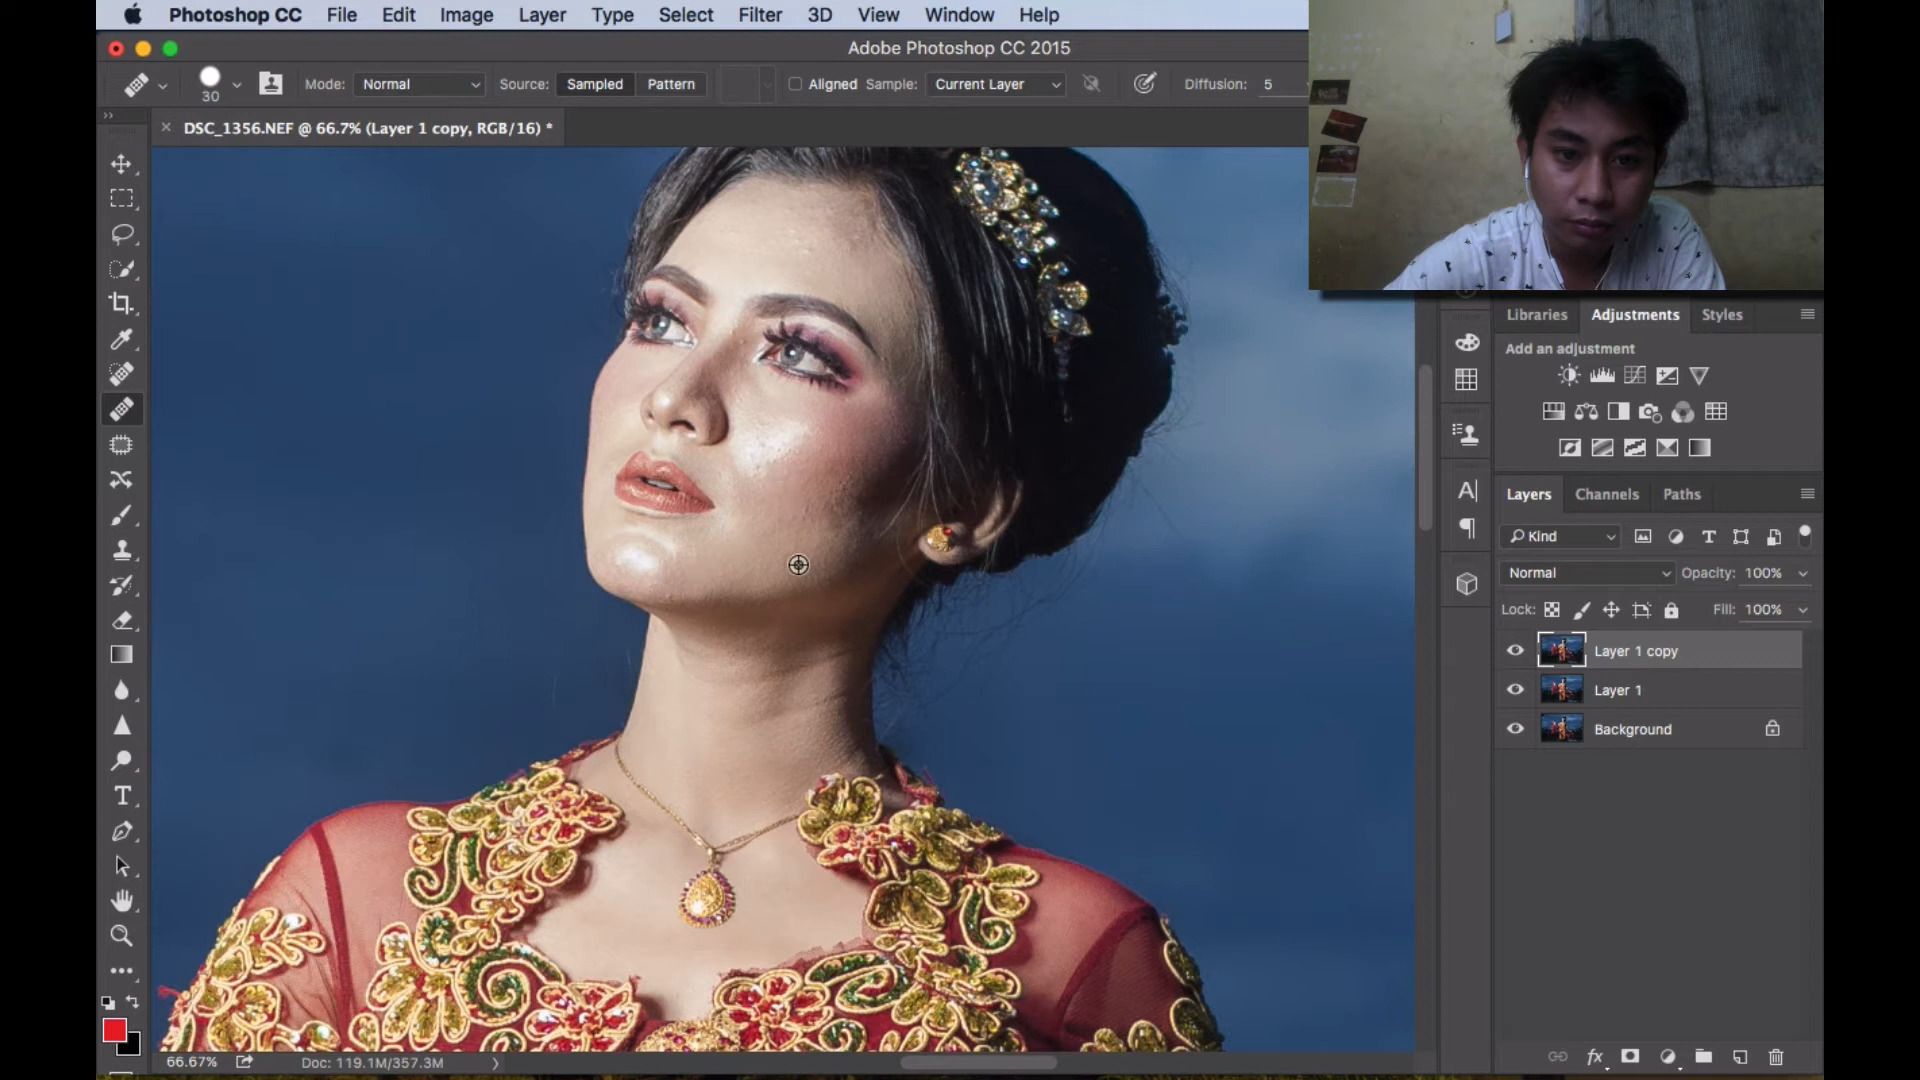 Photoshop CC File Edit Image Layer Type Select Filter 3D View Window Help
Adobe Photoshop CC 2015
30 Mode: Normal Source: Sampled Pattern Aligned Sample: Current Layer Diffusion: 5
DSC_1356.NEF @ 66.7% (Layer 1 copy, RGB/16) *
Libraries Adjustments Styles
Add an adjustment
Layers Channels Paths
Kind
Normal Opacity: 100%
Lock: Fill: 100%
Layer 1 copy
Layer 1
Background
66.67% Doc: 119.1M/357.3M